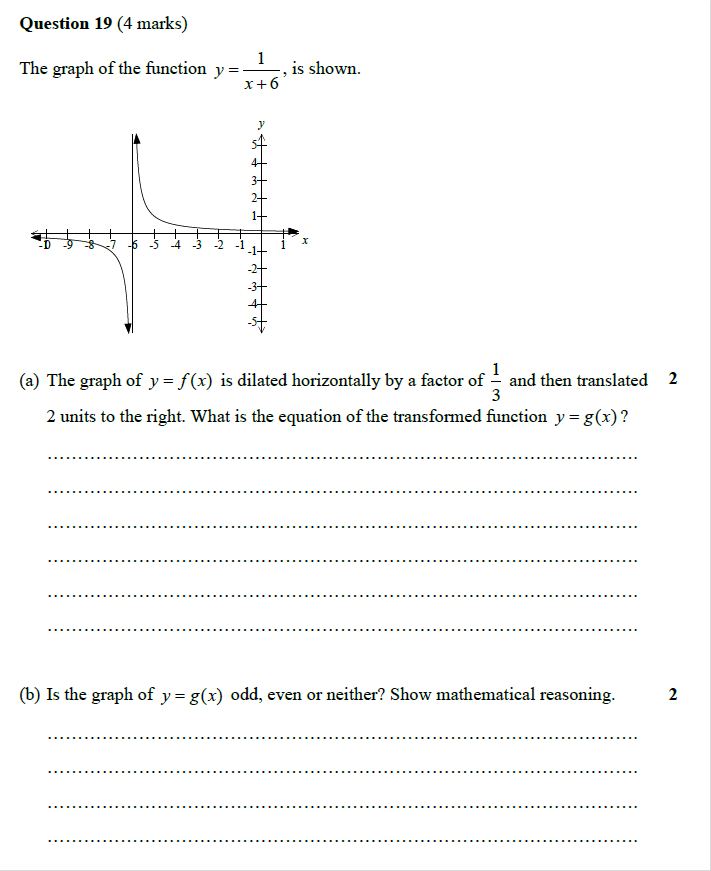 Question 19 (4 marks)
The graph of the function y = 1/(x+6), is shown.
y
5
4
3
2
1
-10 -9 -8 -7 -6 -5 -4 -3 -2 -1 1 x
-1
-2
-3
-4
-5
(a) The graph of y = f(x) is dilated horizontally by a factor of 1/3 and then translated 2
2 units to the right. What is the equation of the transformed function y = g(x)?
(b) Is the graph of y = g(x) odd, even or neither? Show mathematical reasoning. 2